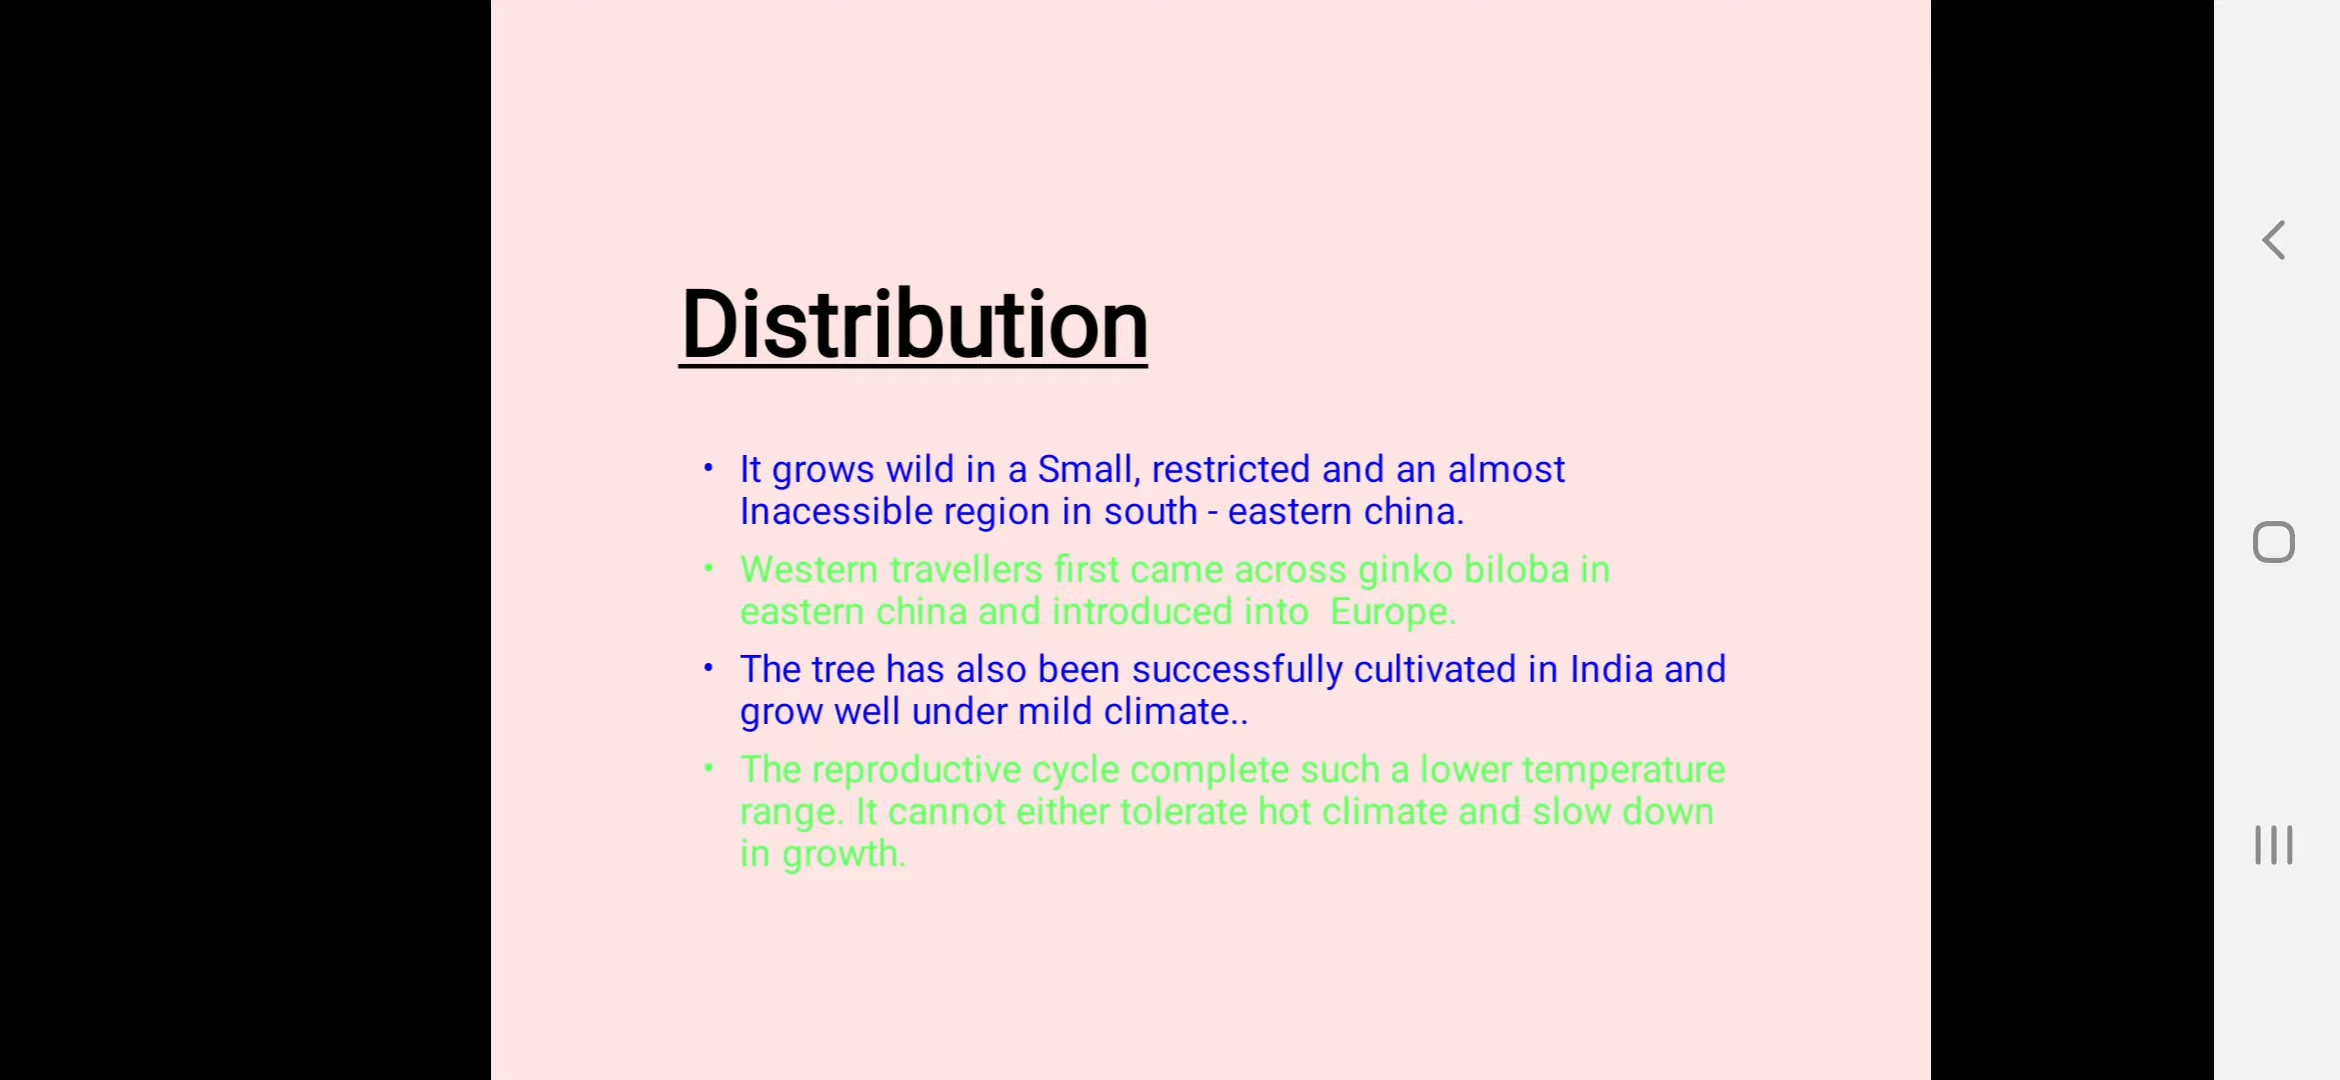 Distribution
• It grows wild in a Small, restricted and an almost
Inacessible region in south - eastern china.
• Western travellers first came across ginko biloba in
eastern china and introduced into  Europe.
• The tree has also been successfully cultivated in India and
grow well under mild climate..
• The reproductive cycle complete such a lower temperature
range. It cannot either tolerate hot climate and slow down
in growth.